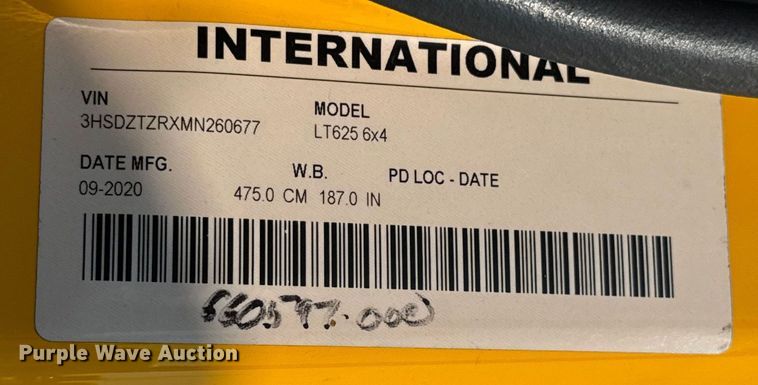 INTERNATIONAL
VIN MODEL
3HSDZTZRXMN260677 LT625 6x4
DATE MFG. W.B. PD LOC - DATE
09-2020 475.0 CM 187.0 IN
Purple Wave Auction